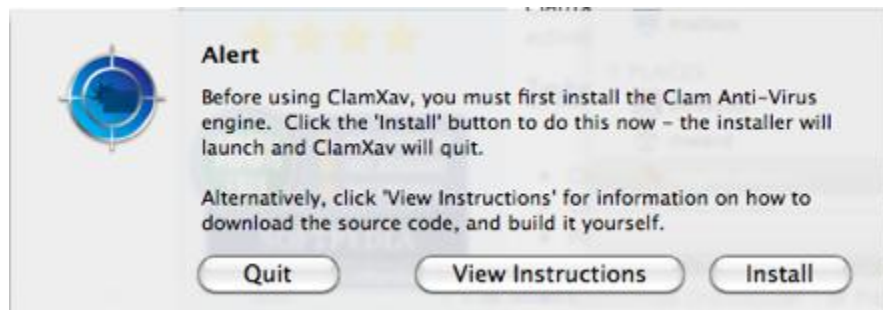 Alert
Before using ClamXav, you must first install the Clam Anti-Virus
engine.  Click the 'Install' button to do this now – the installer will
launch and ClamXav will quit.
Alternatively, click 'View Instructions' for information on how to
download the source code, and build it yourself.
Quit
View Instructions
Install